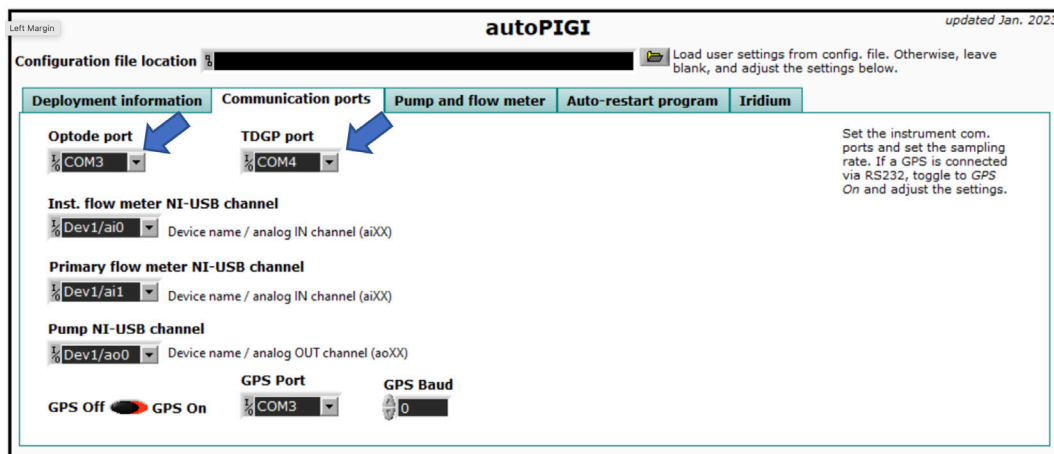 Left Margin
autoPIGI
updated Jan. 2023
Configuration file location
Load user settings from config. file. Otherwise, leave
blank, and adjust the settings below.
Deployment information
Communication ports
Pump and flow meter
Auto-restart program
Iridium
Optode port
TDGP port
COM3
COM4
Set the instrument com.
ports and set the sampling
rate. If a GPS is connected
via RS232, toggle to GPS
On and adjust the settings.
Inst. flow meter NI-USB channel
Dev1/ai0
Device name / analog IN channel (aiXX)
Primary flow meter NI-USB channel
Dev1/ai1
Device name / analog IN channel (aiXX)
Pump NI-USB channel
Dev1/ao0
Device name / analog OUT channel (aoXX)
GPS Port
GPS Baud
GPS Off
GPS On
COM3
0